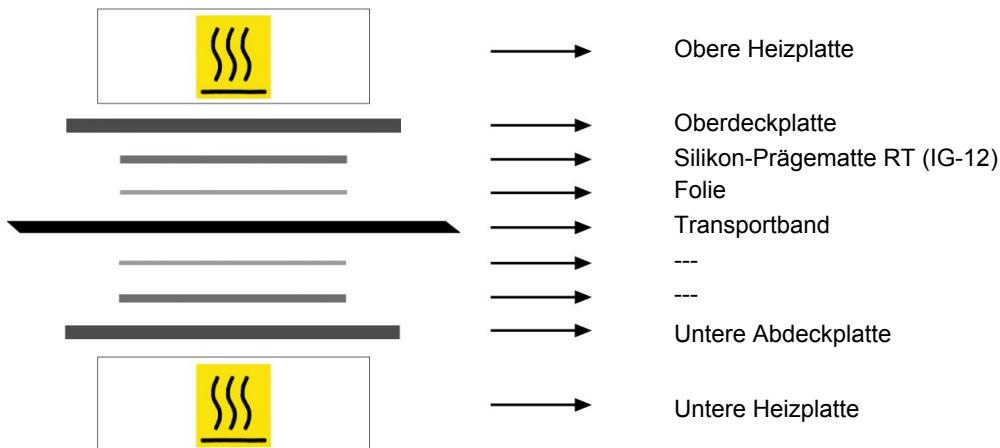 Obere Heizplatte
Oberdeckplatte
Silikon-Prägematte RT (IG-12)
Folie
Transportband
---
---
Untere Abdeckplatte
Untere Heizplatte